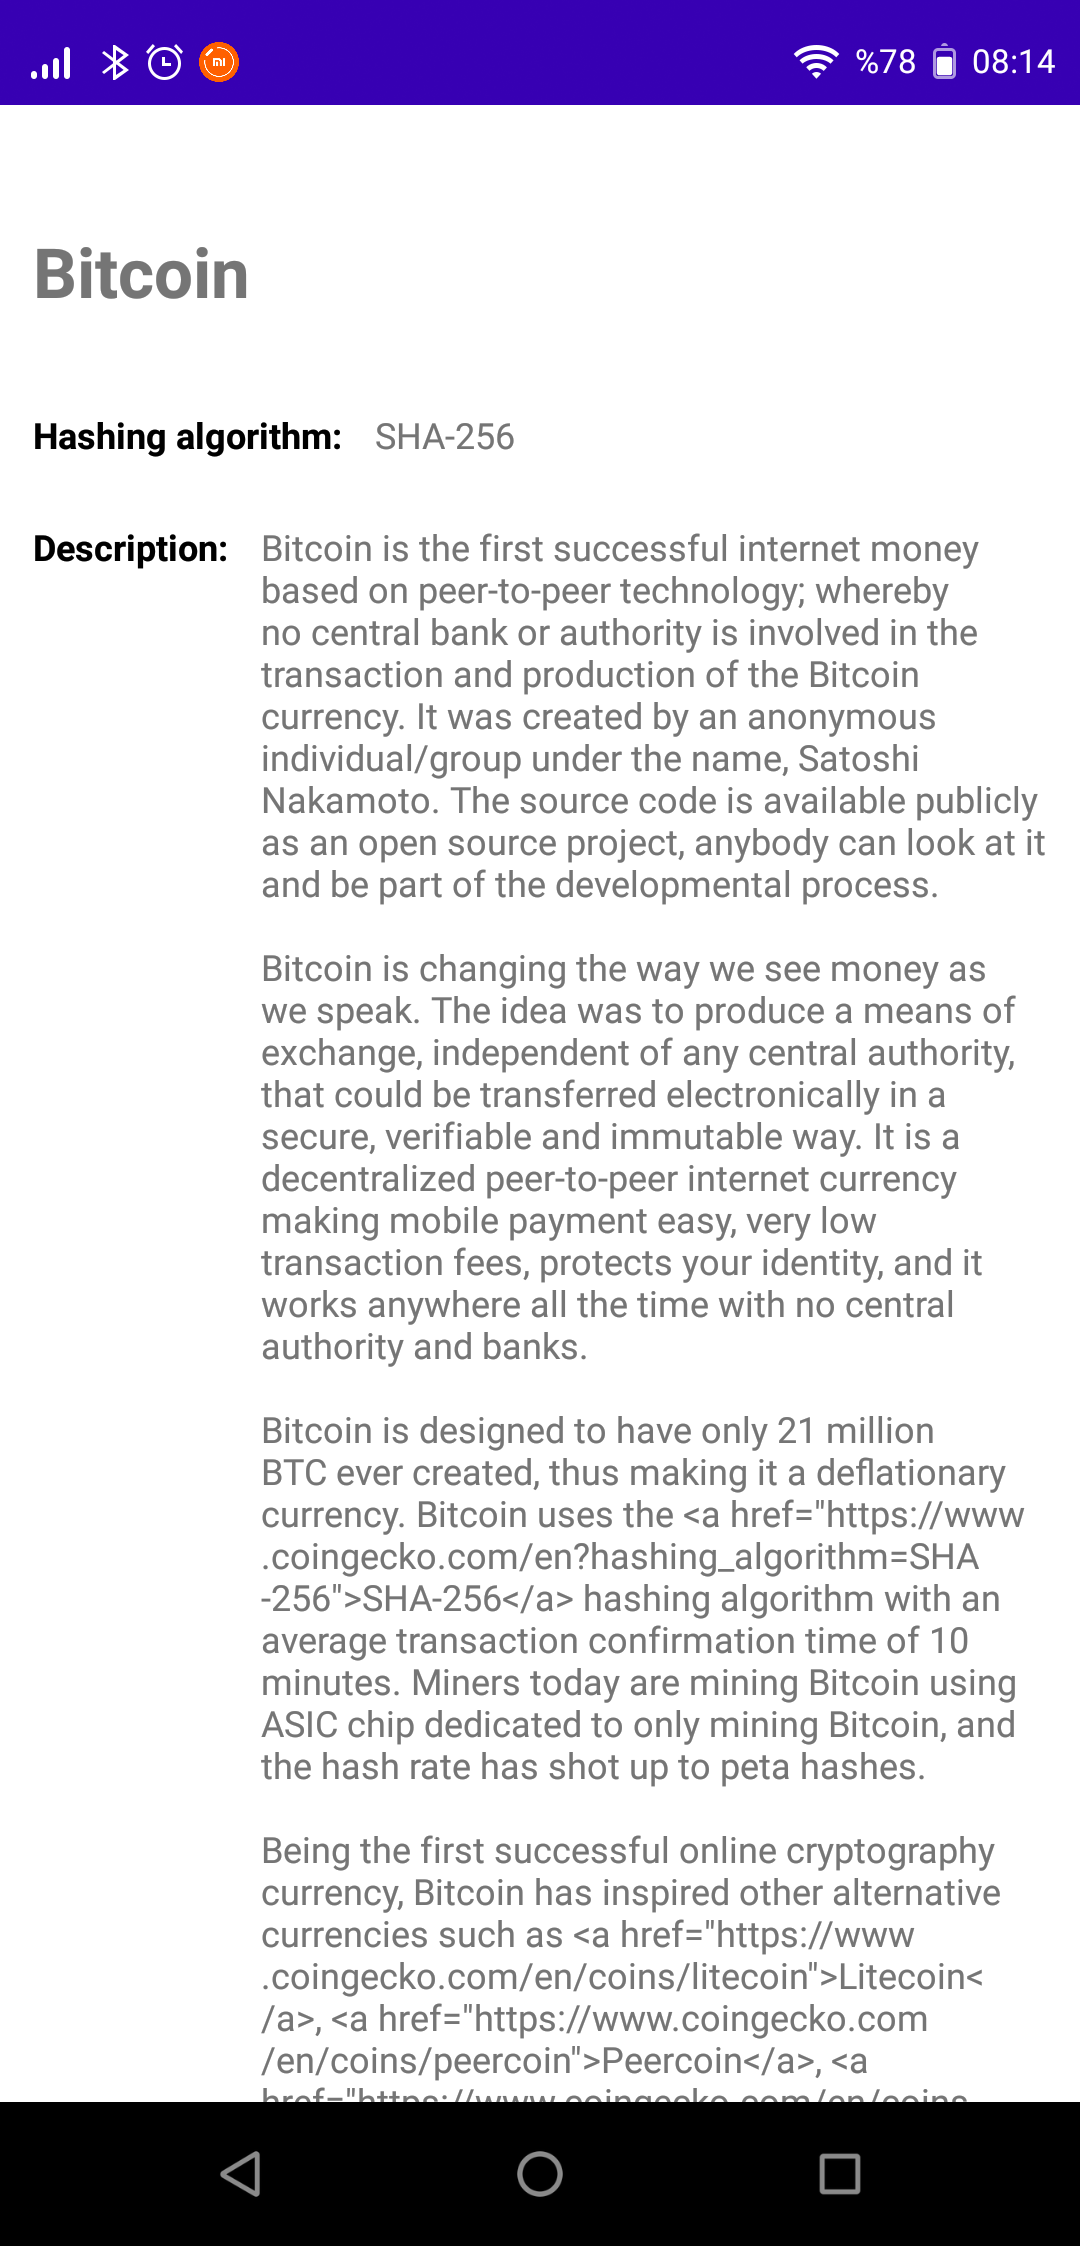 %78 08:14
Bitcoin
Hashing algorithm: SHA-256
Description: Bitcoin is the first successful internet money
based on peer-to-peer technology; whereby
no central bank or authority is involved in the
transaction and production of the Bitcoin
currency. It was created by an anonymous
individual/group under the name, Satoshi
Nakamoto. The source code is available publicly
as an open source project, anybody can look at it
and be part of the developmental process.
Bitcoin is changing the way we see money as
we speak. The idea was to produce a means of
exchange, independent of any central authority,
that could be transferred electronically in a
secure, verifiable and immutable way. It is a
decentralized peer-to-peer internet currency
making mobile payment easy, very low
transaction fees, protects your identity, and it
works anywhere all the time with no central
authority and banks.
Bitcoin is designed to have only 21 million
BTC ever created, thus making it a deflationary
currency. Bitcoin uses the <a href="https://www
.coingecko.com/en?hashing_algorithm=SHA
-256">SHA-256</a> hashing algorithm with an
average transaction confirmation time of 10
minutes. Miners today are mining Bitcoin using
ASIC chip dedicated to only mining Bitcoin, and
the hash rate has shot up to peta hashes.
Being the first successful online cryptography
currency, Bitcoin has inspired other alternative
currencies such as <a href="https://www
.coingecko.com/en/coins/litecoin">Litecoin<
/a>, <a href="https://www.coingecko.com
/en/coins/peercoin">Peercoin</a>, <a
href="https://www.coingecko.com/en/coins